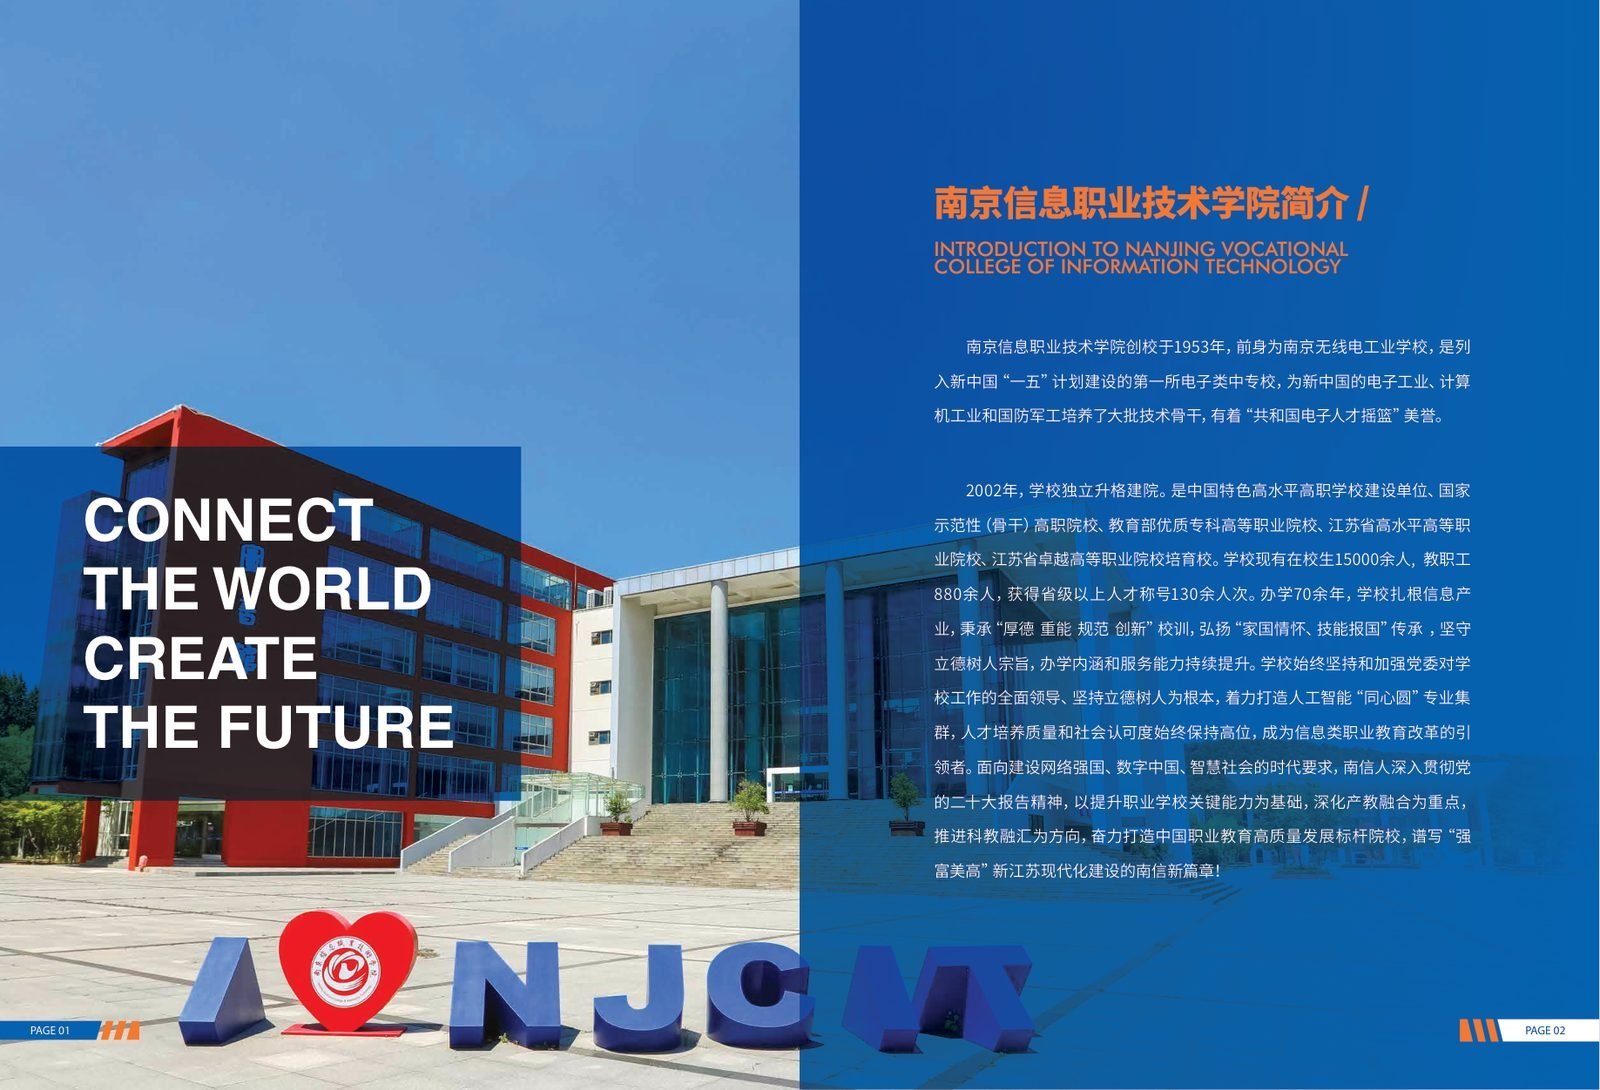 CONNECT
THE WORLD
CREATE
THE FUTURE
NJC
PAGE 01
南京信息职业技术学院简介 /
INTRODUCTION TO NANJING VOCATIONAL
COLLEGE OF INFORMATION TECHNOLOGY
南京信息职业技术学院创校于1953年，前身为南京无线电工业学校，是列
入新中国“一五”计划建设的第一所电子类中专校，为新中国的电子工业、计算
机工业和国防军工培养了大批技术骨干，有着“共和国电子人才摇篮”美誉。
2002年，学校独立升格建院。是中国特色高水平高职学校建设单位、国家
示范性（骨干）高职院校、教育部优质专科高等职业院校、江苏省高水平高等职
业院校、江苏省卓越高等职业院校培育校。学校现有在校生15000余人，教职工
880余人，获得省级以上人才称号130余人次。办学70余年，学校扎根信息产
业，秉承“厚德 重能 规范 创新”校训，弘扬“家国情怀、技能报国”传承，坚守
立德树人宗旨，办学内涵和服务能力持续提升。学校始终坚持和加强党委对学
校工作的全面领导、坚持立德树人为根本，着力打造人工智能“同心圆”专业集
群，人才培养质量和社会认可度始终保持高位，成为信息类职业教育改革的引
领者。面向建设网络强国、数字中国、智慧社会的时代要求，南信人深入贯彻党
的二十大报告精神，以提升职业学校关键能力为基础，深化产教融合为重点，
推进科教融汇为方向，奋力打造中国职业教育高质量发展标杆院校，谱写“强
富美高”新江苏现代化建设的南信新篇章！
PAGE 02